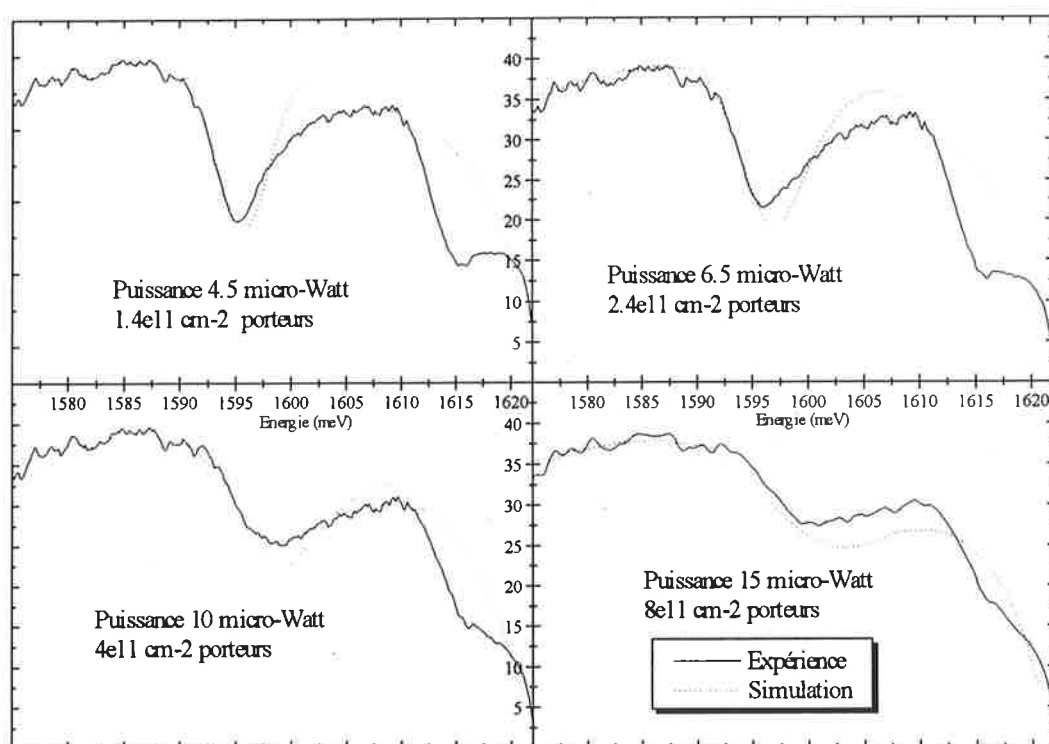 40
35
30
25
20
15
10
5
Puissance 4.5 micro-Watt
1.4e11 cm-2 porteurs
Puissance 6.5 micro-Watt
2.4e11 cm-2 porteurs
1580 1585 1590 1595 1600 1605 1610 1615 1620
Energie (meV)
1580 1585 1590 1595 1600 1605 1610 1615 1620
Energie (meV)
40
35
30
25
20
15
10
5
Puissance 10 micro-Watt
4e11 cm-2 porteurs
Puissance 15 micro-Watt
8e11 cm-2 porteurs
Expérience
Simulation